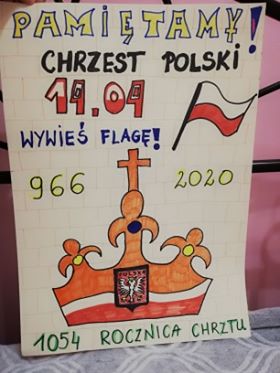 PAMIĘTAMY!
CHRZEST POLSKI
14.04
WYWIEŚ FLAGĘ!
966 2020
1054 ROCZNICA CHRZTU